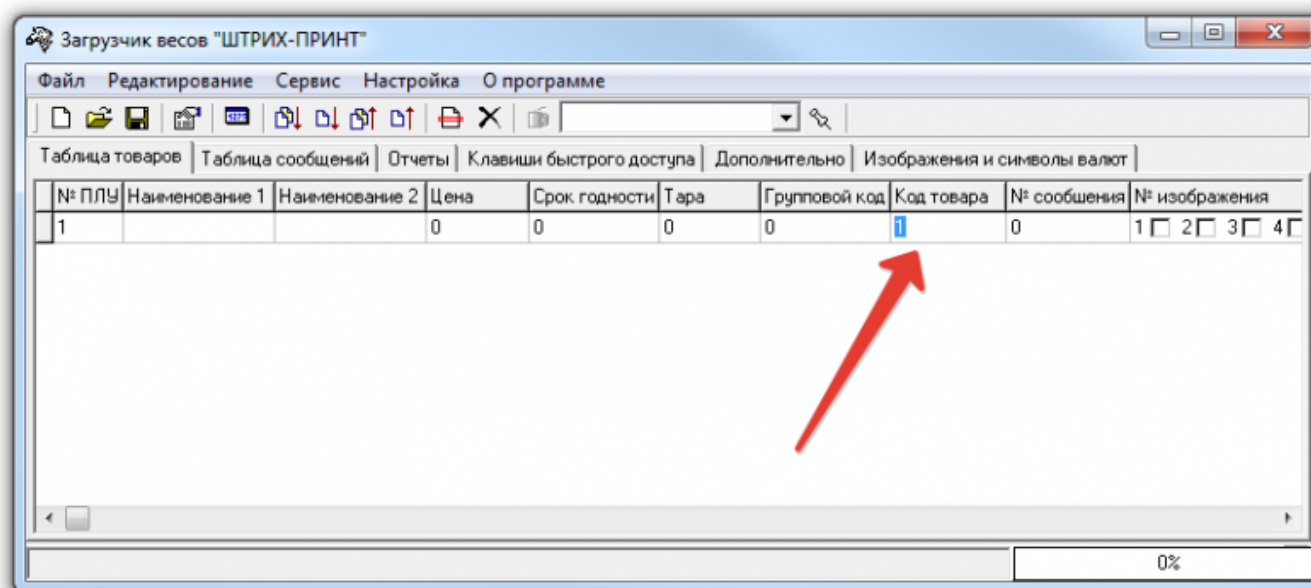 Загрузчик весов "ШТРИХ-ПРИНТ"
Файл Редактирование Сервис Настройка О программе
Таблица товаров Таблица сообщений Отчеты Клавиши быстрого доступа Дополнительно Изображения и символы валют
№ ПЛУ Наименование 1 Наименование 2 Цена Срок годности Тара Групповой код Код товара № сообшения № изображения
1 0 0 0 0 1 0 1 2 3 4
0%